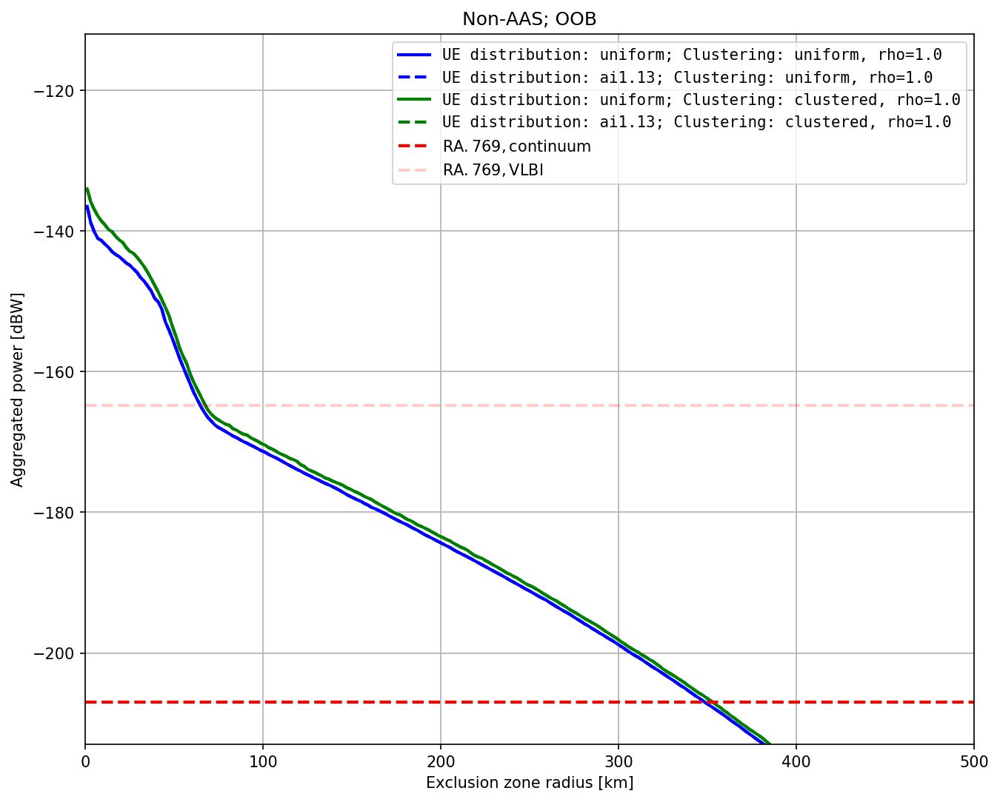 Non-AAS; OOB
UE distribution: uniform; Clustering: uniform, rho=1.0
UE distribution: ai1.13; Clustering: uniform, rho=1.0
UE distribution: uniform; Clustering: clustered, rho=1.0
UE distribution: ai1.13; Clustering: clustered, rho=1.0
RA. 769, continuum
RA. 769, VLBI
Aggregated power [dBW]
−120
−140
−160
−180
−200
0 100 200 300 400 500
Exclusion zone radius [km]